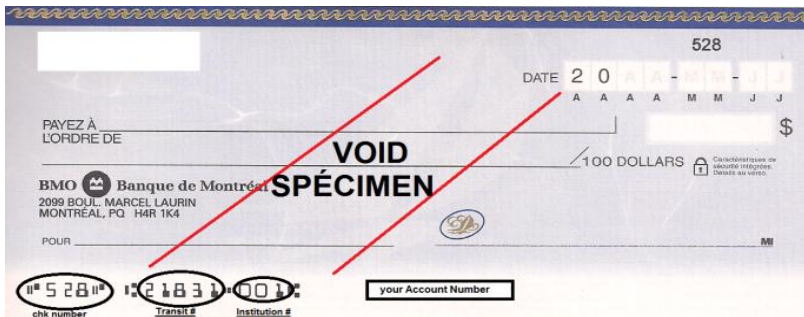 528
DATE 2 0 A A - M M - J J
A A A A M M J J
PAYEZ À
L'ORDRE DE
$
/100 DOLLARS
Caractéristiques de
sécurité intégrées.
Détails au verso.
VOID
SPÉCIMEN
BMO Banque de Montréal
2099 BOUL. MARCEL LAURIN
MONTRÉAL, PQ H4R 1K4
POUR
MI
⑈528⑈ ⑆21831⑉001⑆
your Account Number
chk number Transit # Institution #